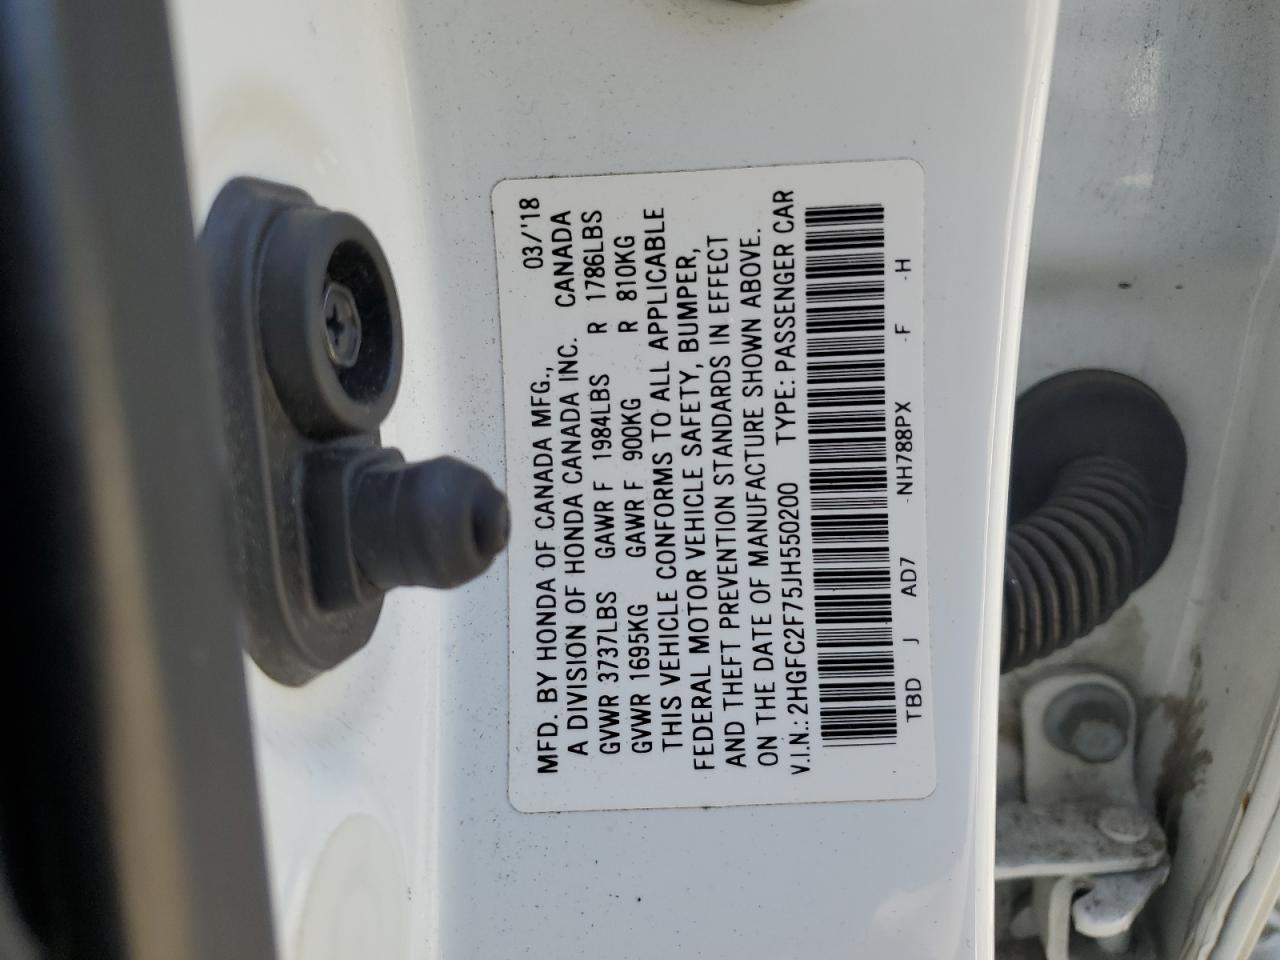 MFD. BY HONDA OF CANADA MFG., 03/'18
A DIVISION OF HONDA CANADA INC. CANADA
GVWR 3737LBS GAWR F 1984LBS R 1786LBS
GVWR 1695KG GAWR F 900KG R 810KG
THIS VEHICLE CONFORMS TO ALL APPLICABLE
FEDERAL MOTOR VEHICLE SAFETY, BUMPER,
AND THEFT PREVENTION STANDARDS IN EFFECT
ON THE DATE OF MANUFACTURE SHOWN ABOVE.
V.I.N.: 2HGFC2F75JH550200 TYPE: PASSENGER CAR
TBD J AD7 -NH788PX -F -H